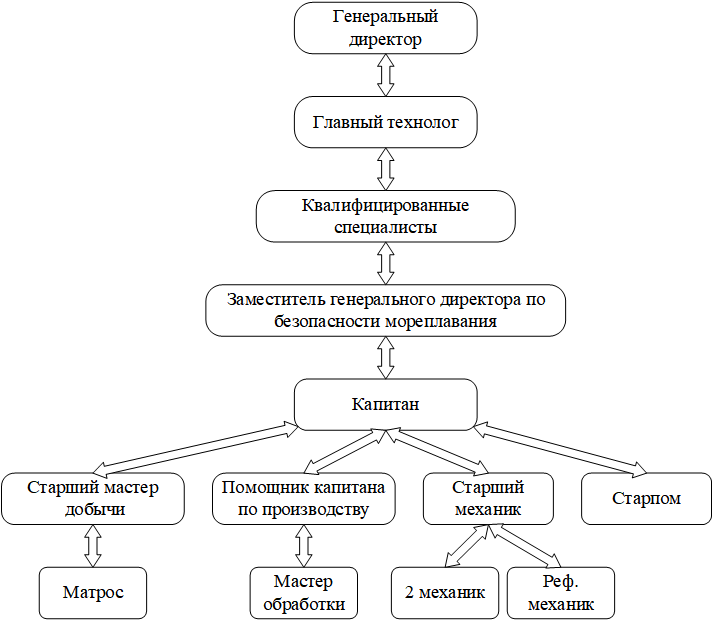 Генеральный
директор
Главный технолог
Квалифицированные
специалисты
Заместитель генерального директора по
безопасности мореплавания
Капитан
Старший мастер
добычи
Помощник капитана
по производству
Старший
механик
Старпом
Матрос
Мастер
обработки
2 механик
Реф.
механик